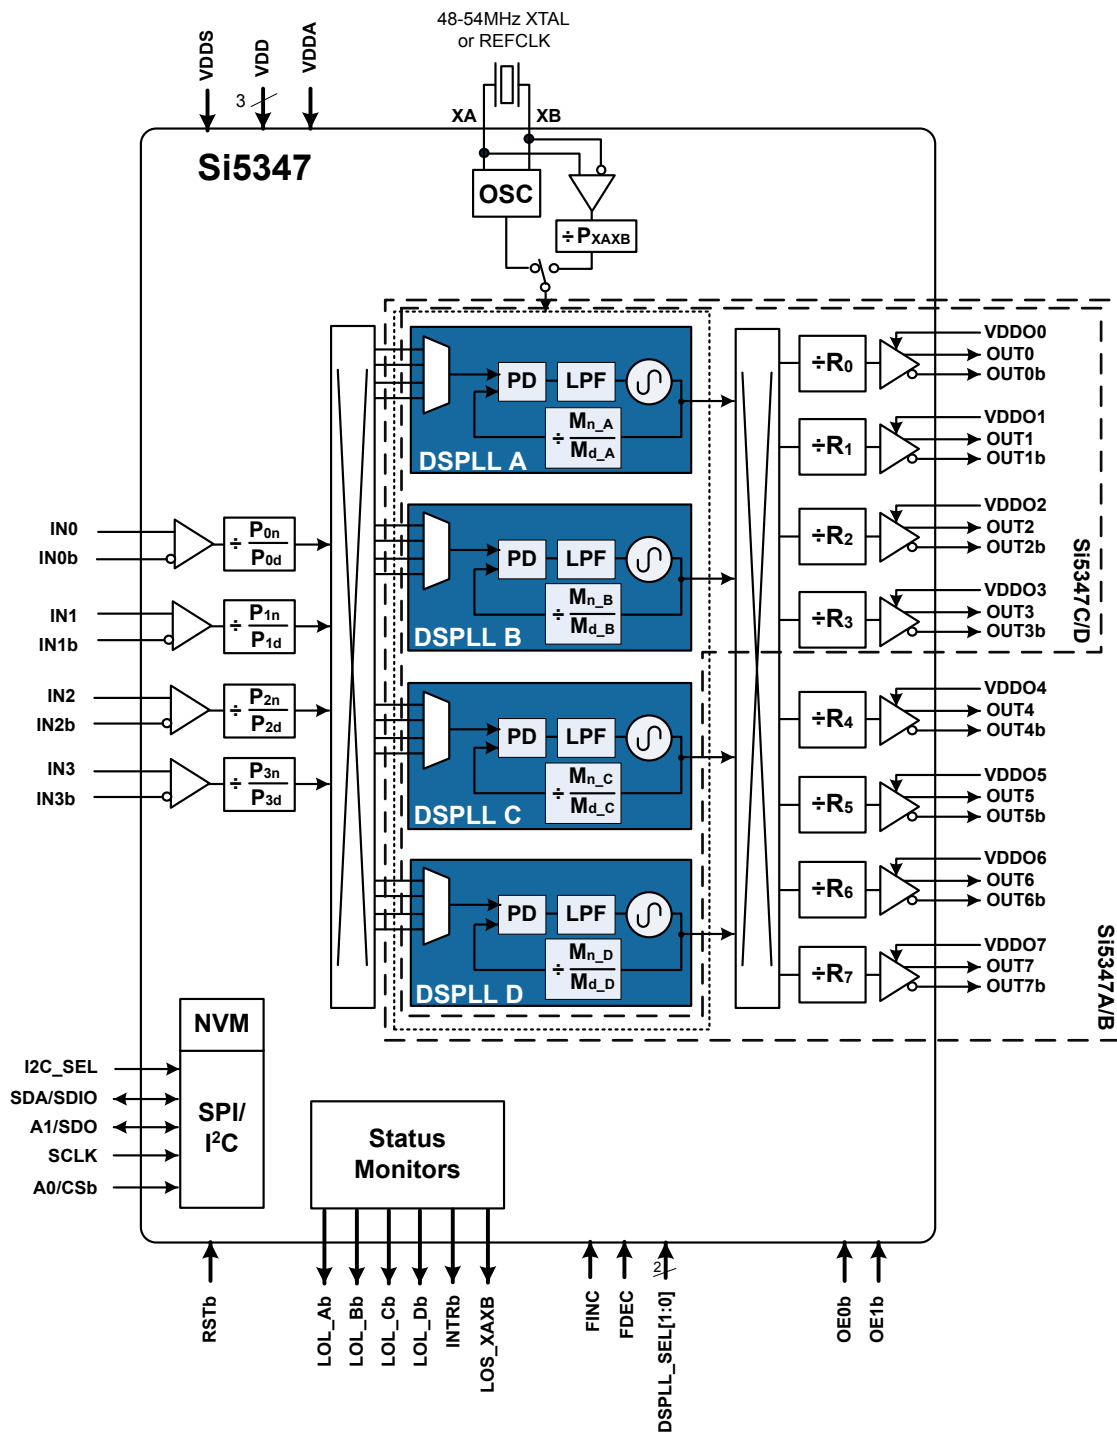 48-54MHz XTAL
or REFCLK
VDDS
VDD
VDDA
3
XA
XB
Si5347
OSC
÷ PXAXB
DSPLL A
PD
LPF
÷ Mn_A
Md_A
DSPLL B
PD
LPF
÷ Mn_B
Md_B
DSPLL C
PD
LPF
÷ Mn_C
Md_C
DSPLL D
PD
LPF
÷ Mn_D
Md_D
IN0
IN0b
÷ P0n
P0d
IN1
IN1b
÷ P1n
P1d
IN2
IN2b
÷ P2n
P2d
IN3
IN3b
÷ P3n
P3d
÷R0
VDDO0
OUT0
OUT0b
÷R1
VDDO1
OUT1
OUT1b
÷R2
VDDO2
OUT2
OUT2b
÷R3
VDDO3
OUT3
OUT3b
Si5347C/D
÷R4
VDDO4
OUT4
OUT4b
÷R5
VDDO5
OUT5
OUT5b
÷R6
VDDO6
OUT6
OUT6b
÷R7
VDDO7
OUT7
OUT7b
Si5347A/B
NVM
SPI/
I²C
I2C_SEL
SDA/SDIO
A1/SDO
SCLK
A0/CSb
Status
Monitors
RSTb
LOL_Ab
LOL_Bb
LOL_Cb
LOL_Db
INTRb
LOS_XAXB
FINC
FDEC
2
DSPLL_SEL[1:0]
OE0b
OE1b